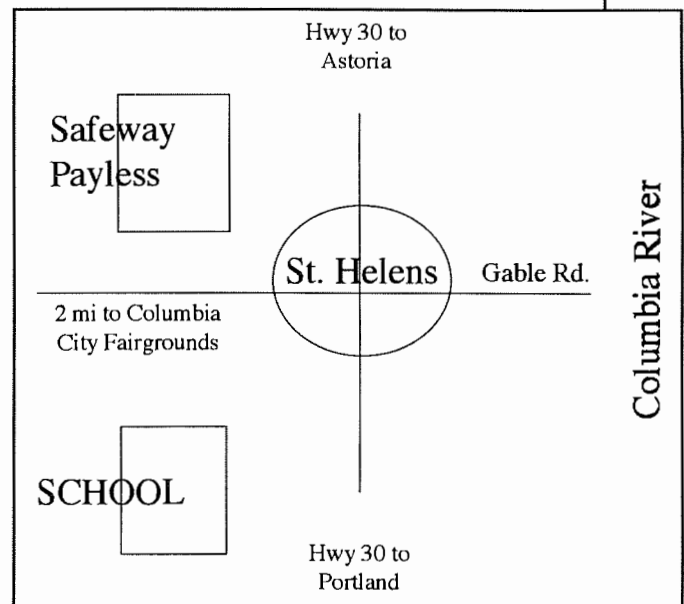 Hwy 30 to
Astoria
Safeway
Payless
St. Helens
Gable Rd.
Columbia River
2 mi to Columbia
City Fairgrounds
SCHOOL
Hwy 30 to
Portland